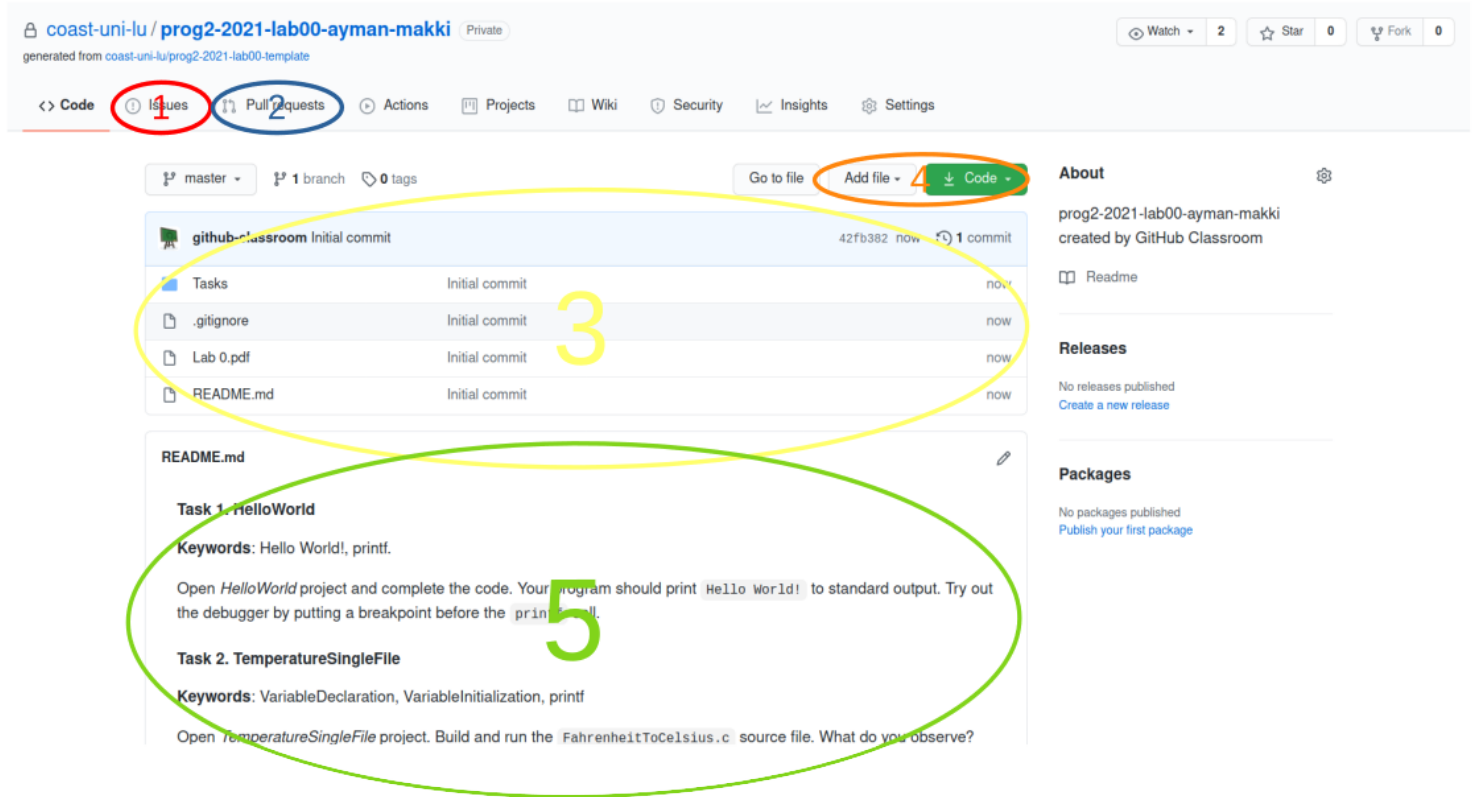 coast-uni-lu / prog2-2021-lab00-ayman-makki Private
Watch 2 Star 0 Fork 0
generated from coast-uni-lu/prog2-2021-lab00-template
Code Issues Pull requests Actions Projects Wiki Security Insights Settings
1 2
master 1 branch 0 tags Go to file Add file 4 Code
About
prog2-2021-lab00-ayman-makki
created by GitHub Classroom
Readme
github-classroom Initial commit 42fb382 now 1 commit
Tasks Initial commit now
.gitignore Initial commit now
3
Lab 0.pdf Initial commit now
README.md Initial commit now
Releases
No releases published
Create a new release
Packages
No packages published
Publish your first package
README.md
Task 1. HelloWorld
Keywords: Hello World!, printf.
Open HelloWorld project and complete the code. Your program should print Hello World! to standard output. Try out
the debugger by putting a breakpoint before the printf call.
5
Task 2. TemperatureSingleFile
Keywords: VariableDeclaration, VariableInitialization, printf
Open TemperatureSingleFile project. Build and run the FahrenheitToCelsius.c source file. What do you observe?